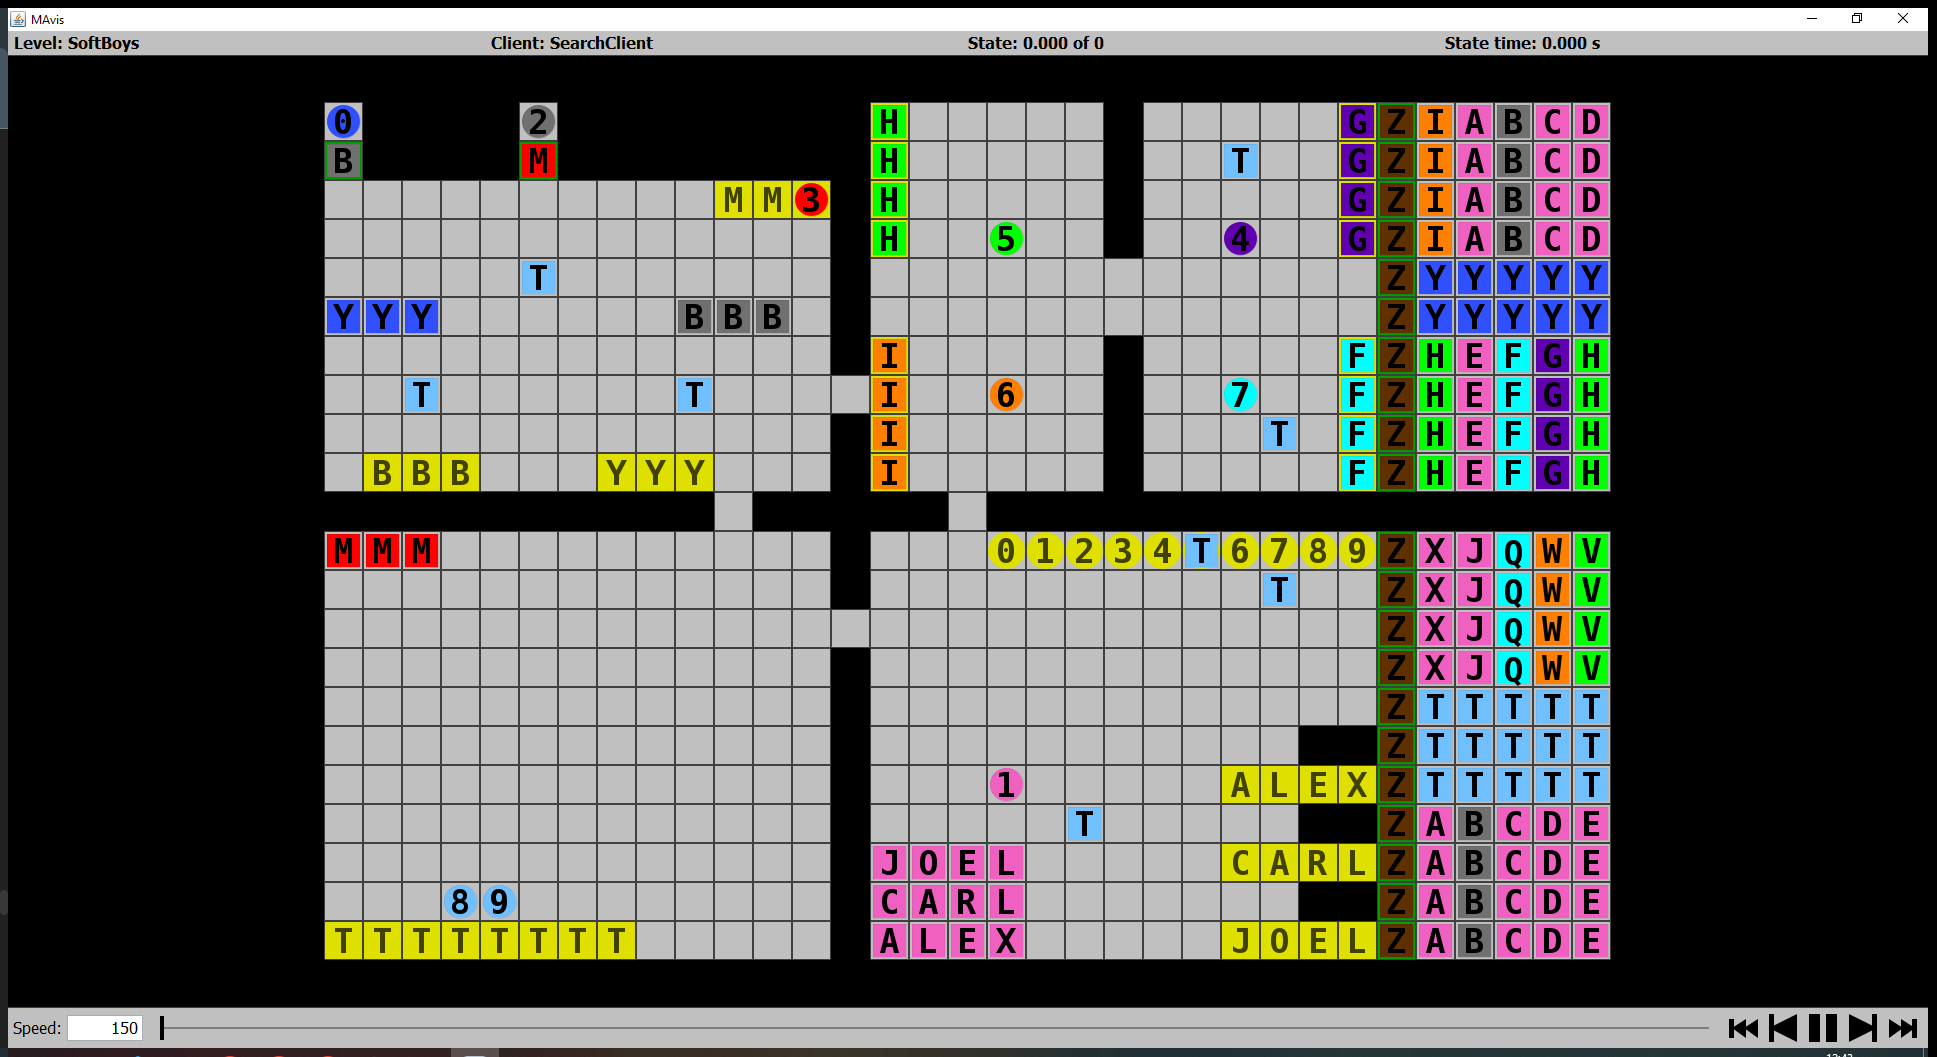 MAvis
Level: SoftBoys Client: SearchClient State: 0.000 of 0 State time: 0.000 s
0 2 H G Z I A B C D
B M H T G Z I A B C D
M M 3 H G Z I A B C D
H 5 4 G Z I A B C D
T Z Y Y Y Y Y
Y Y Y B B B Z Y Y Y Y Y
I F Z H E F G H
T T I 6 7 F Z H E F G H
I T F Z H E F G H
B B B Y Y Y I F Z H E F G H
M M M 0 1 2 3 4 T 6 7 8 9 Z X J Q W V
T Z X J Q W V
Z X J Q W V
Z X J Q W V
Z T T T T T
Z T T T T T
1 A L E X Z T T T T T
T Z A B C D E
J O E L C A R L Z A B C D E
8 9 C A R L Z A B C D E
T T T T T T T T A L E X J O E L Z A B C D E
Speed: 150